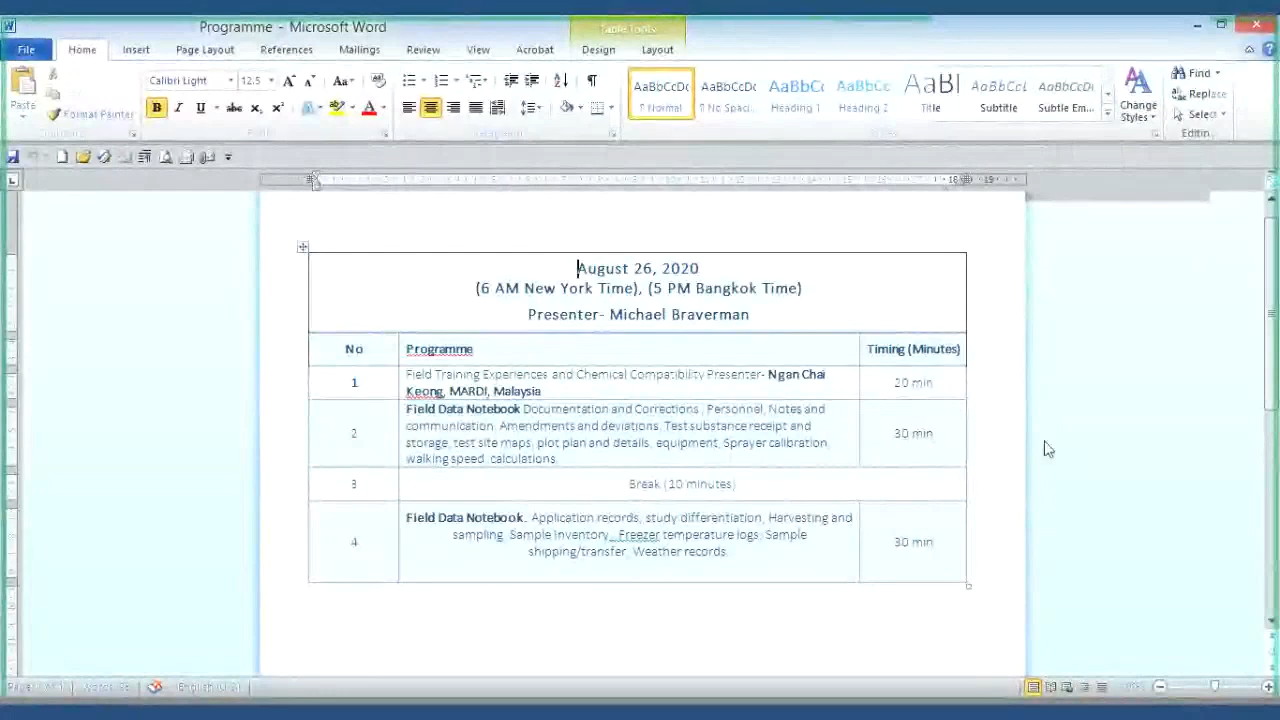 Programme - Microsoft Word
Table Tools
File Home Insert Page Layout References Mailings Review View Acrobat Design Layout
Paste
Format Painter
Calibri Light 12.5
AaBbCcDc AaBbCcDc AaBbC AaBbCc AaBl AaBbCcL AaBbCcDc
¶ Normal ¶ No Spaci... Heading 1 Heading 2 Title Subtitle Subtle Em...
Change Styles
Find
Replace
Select
Editin...
18 19
August 26, 2020
(6 AM New York Time), (5 PM Bangkok Time)
Presenter- Michael Braverman
No Programme Timing (Minutes)
1 Field Training Experiences and Chemical Compatibility Presenter- Ngan Chai
Keong, MARDI, Malaysia
20 min
2 Field Data Notebook Documentation and Corrections, Personnel, Notes and
communication. Amendments and deviations. Test substance receipt and
storage, test site maps, plot plan and details, equipment, Sprayer calibration,
walking speed calculations.
30 min
3 Break (10 minutes)
4 Field Data Notebook. Application records, study differentiation, Harvesting and
sampling. Sample Inventory. Freezer temperature logs, Sample
shipping/transfer. Weather records.
30 min